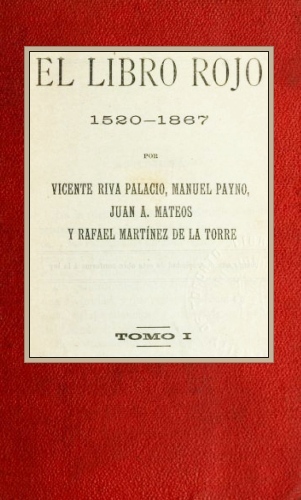 EL LIBRO ROJO
1520-1867
POR
VICENTE RIVA PALACIO, MANUEL PAYNO,
JUAN A. MATEOS
Y RAFAEL MARTÍNEZ DE LA TORRE
TOMO I